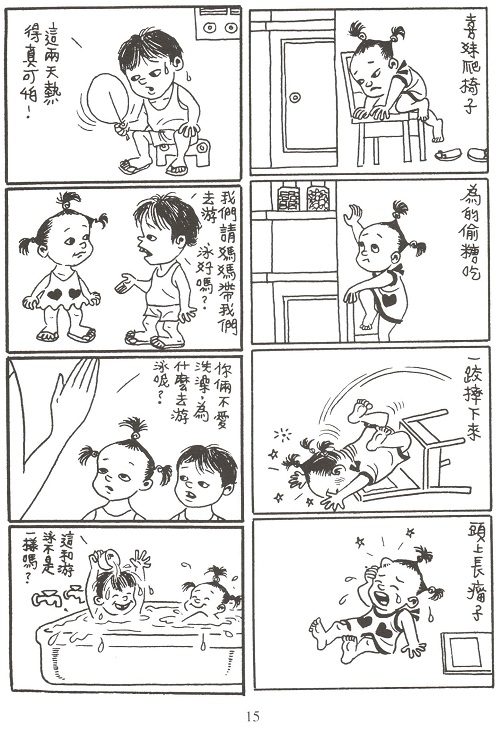 喜妹爬椅子
為的偷糖吃
一跤摔下來
頭上長瘤子
這兩天熱
得真可怕！
我們請媽媽帶我們
去游泳好嗎？
你倆不愛
洗澡，為
什麼去游
泳呢？
這和游
泳不是
一樣嗎？
15